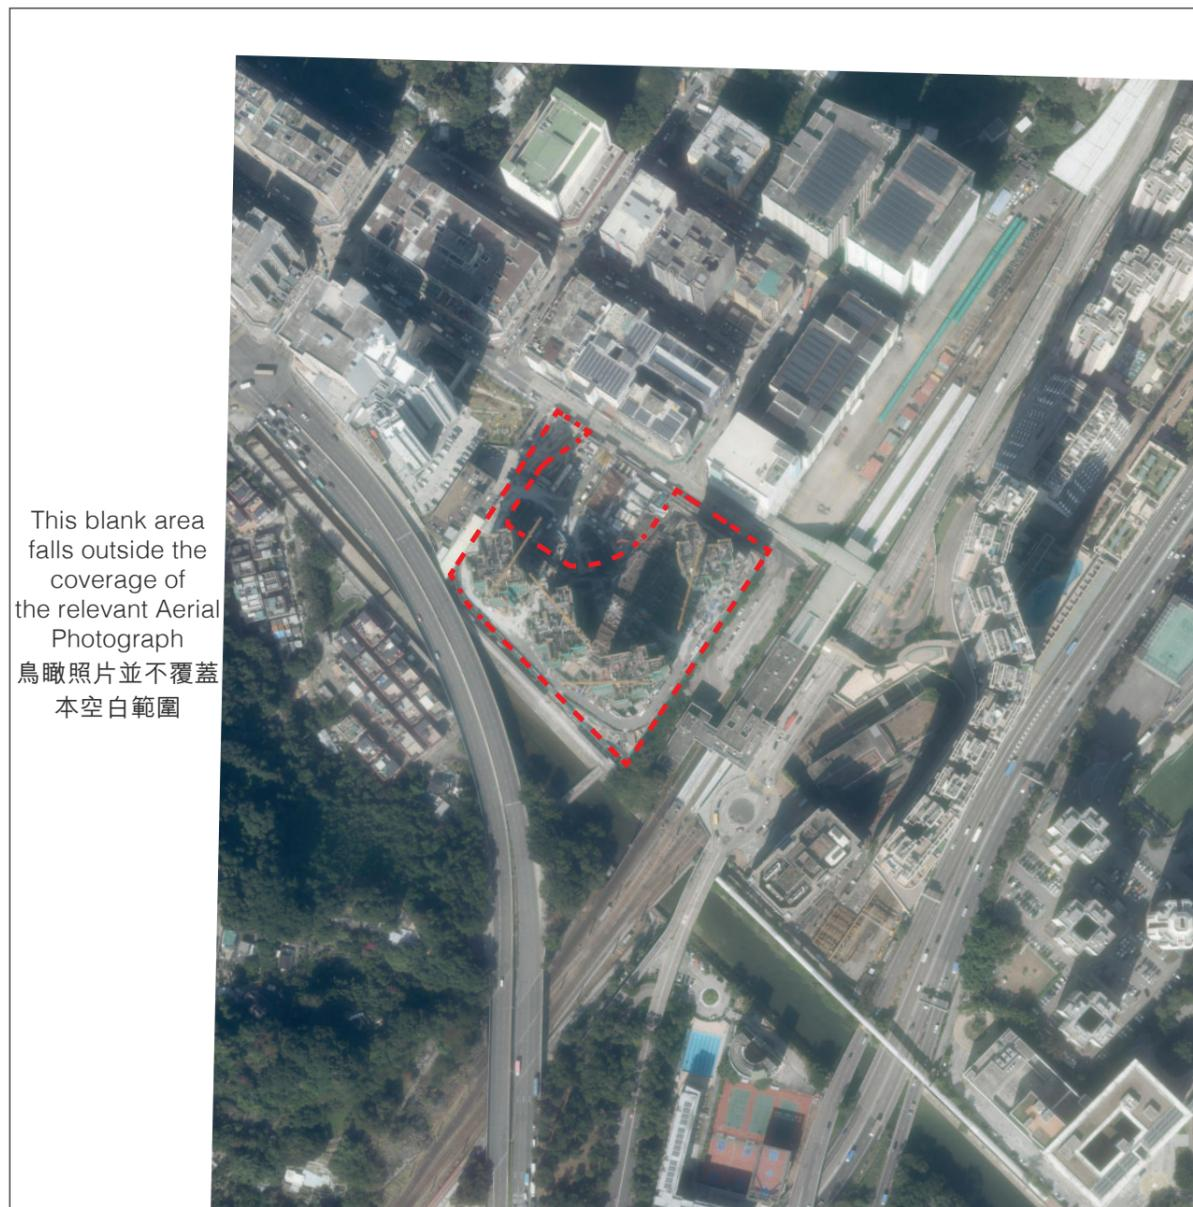 This blank area
falls outside the
coverage of
the relevant Aerial
Photograph
鳥瞰照片並不覆蓋
本空白範圍